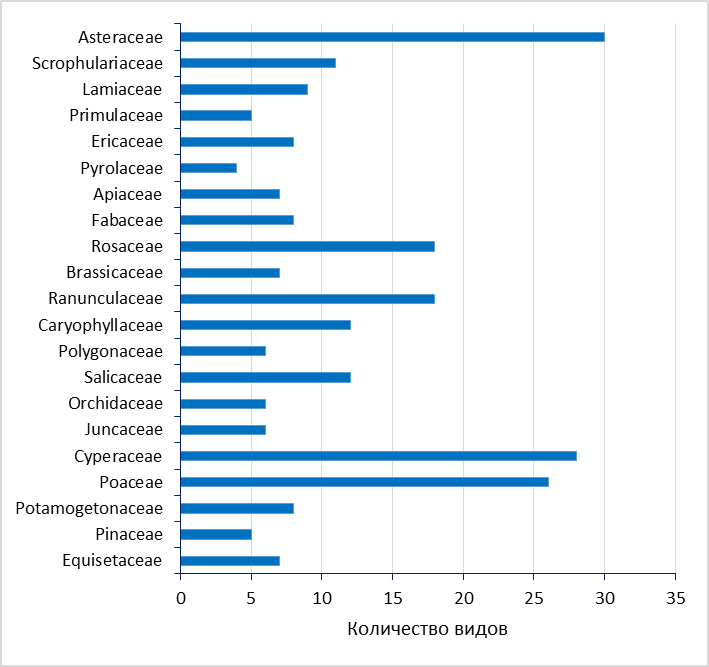 Asteraceae
Scrophulariaceae
Lamiaceae
Primulaceae
Ericaceae
Pyrolaceae
Apiaceae
Fabaceae
Rosaceae
Brassicaceae
Ranunculaceae
Caryophyllaceae
Polygonaceae
Salicaceae
Orchidaceae
Juncaceae
Cyperaceae
Poaceae
Potamogetonaceae
Pinaceae
Equisetaceae
0 5 10 15 20 25 30 35
Количество видов